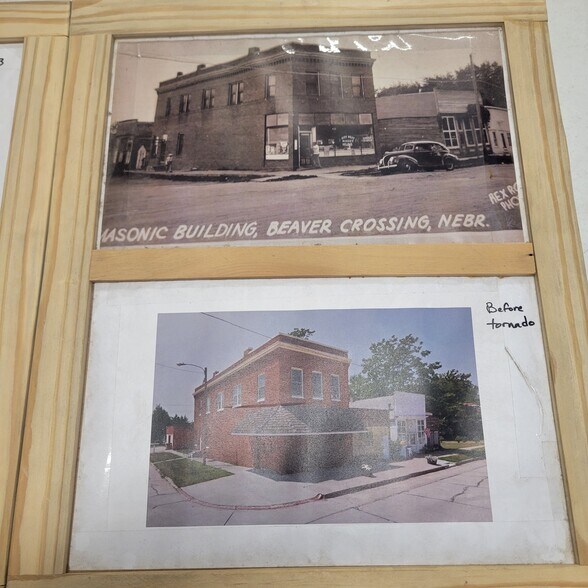 MASONIC BUILDING, BEAVER CROSSING, NEBR.
REX
Before
tornado